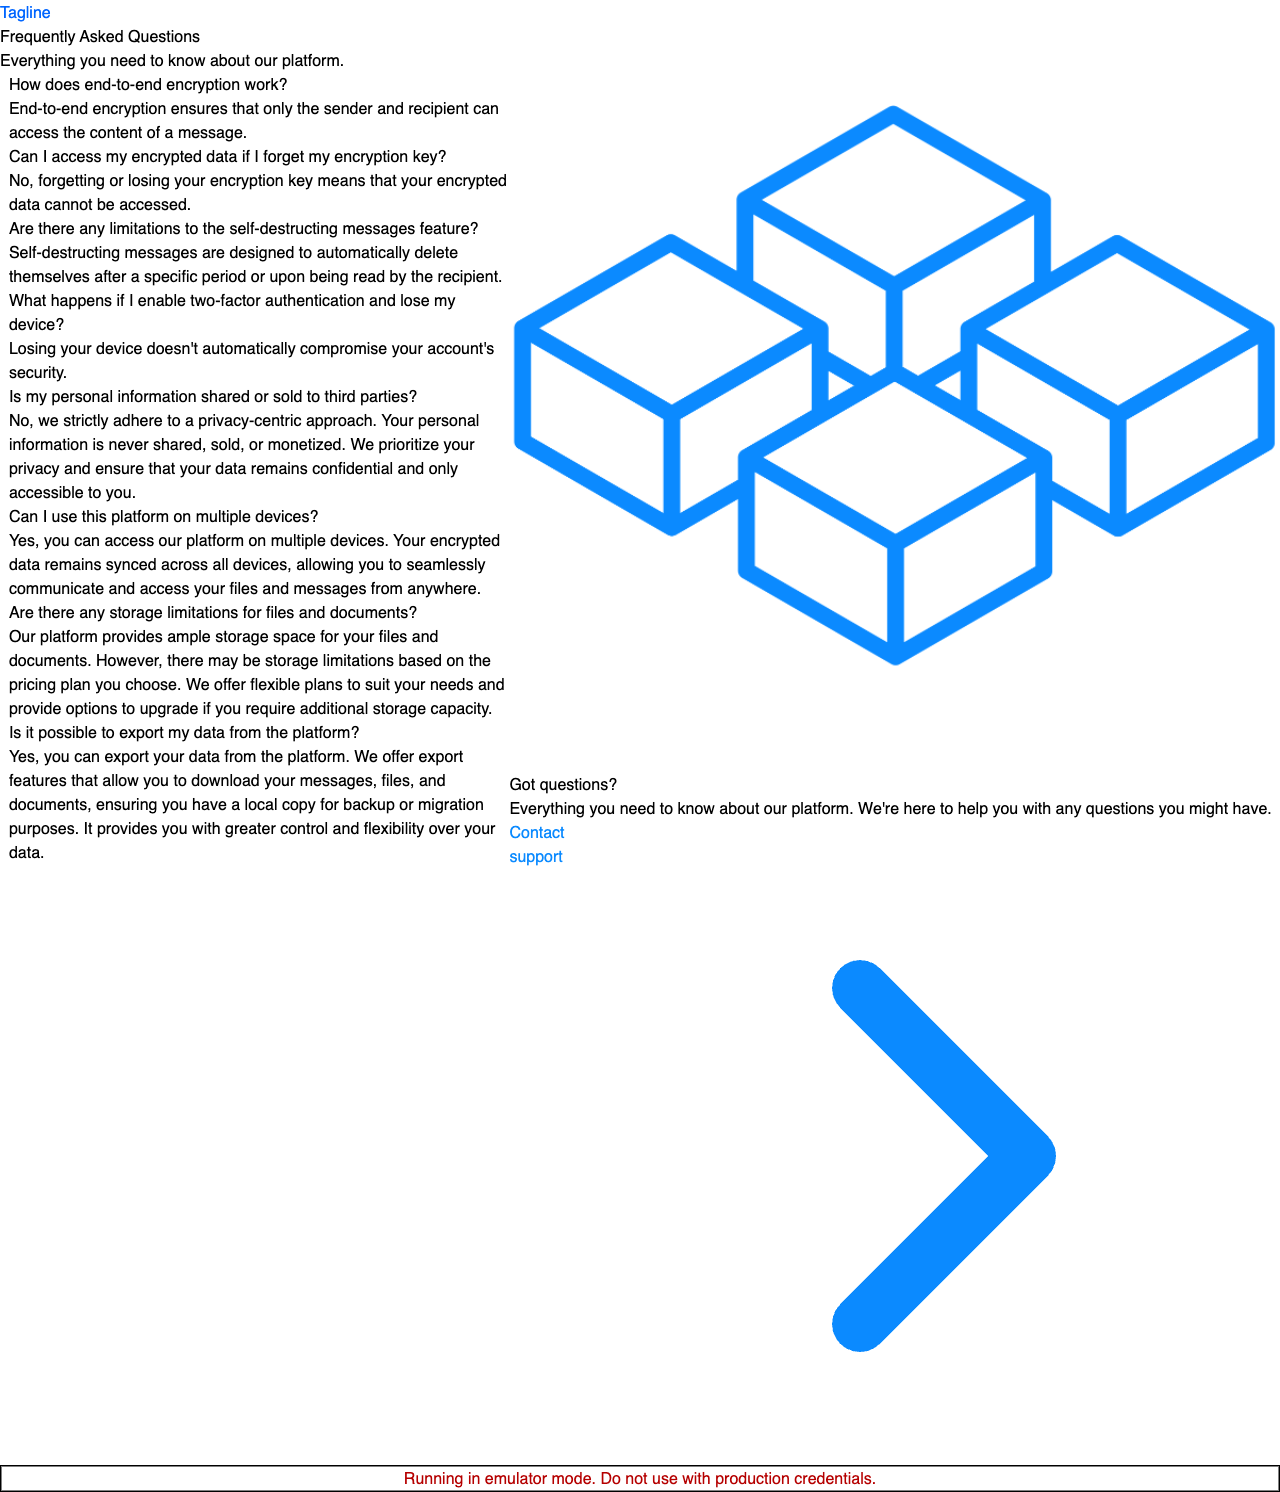 Tagline
Frequently Asked Questions
Everything you need to know about our platform.
How does end-to-end encryption work?
End-to-end encryption ensures that only the sender and recipient can
access the content of a message.
Can I access my encrypted data if I forget my encryption key?
No, forgetting or losing your encryption key means that your encrypted
data cannot be accessed.
Are there any limitations to the self-destructing messages feature?
Self-destructing messages are designed to automatically delete
themselves after a specific period or upon being read by the recipient.
What happens if I enable two-factor authentication and lose my
device?
Losing your device doesn't automatically compromise your account's
security.
Is my personal information shared or sold to third parties?
No, we strictly adhere to a privacy-centric approach. Your personal
information is never shared, sold, or monetized. We prioritize your
privacy and ensure that your data remains confidential and only
accessible to you.
Can I use this platform on multiple devices?
Yes, you can access our platform on multiple devices. Your encrypted
data remains synced across all devices, allowing you to seamlessly
communicate and access your files and messages from anywhere.
Are there any storage limitations for files and documents?
Our platform provides ample storage space for your files and
documents. However, there may be storage limitations based on the
pricing plan you choose. We offer flexible plans to suit your needs and
provide options to upgrade if you require additional storage capacity.
Is it possible to export my data from the platform?
Yes, you can export your data from the platform. We offer export
features that allow you to download your messages, files, and
documents, ensuring you have a local copy for backup or migration
purposes. It provides you with greater control and flexibility over your
data.
Got questions?
Everything you need to know about our platform. We're here to help you with any questions you might have.
Contact
support
Running in emulator mode. Do not use with production credentials.